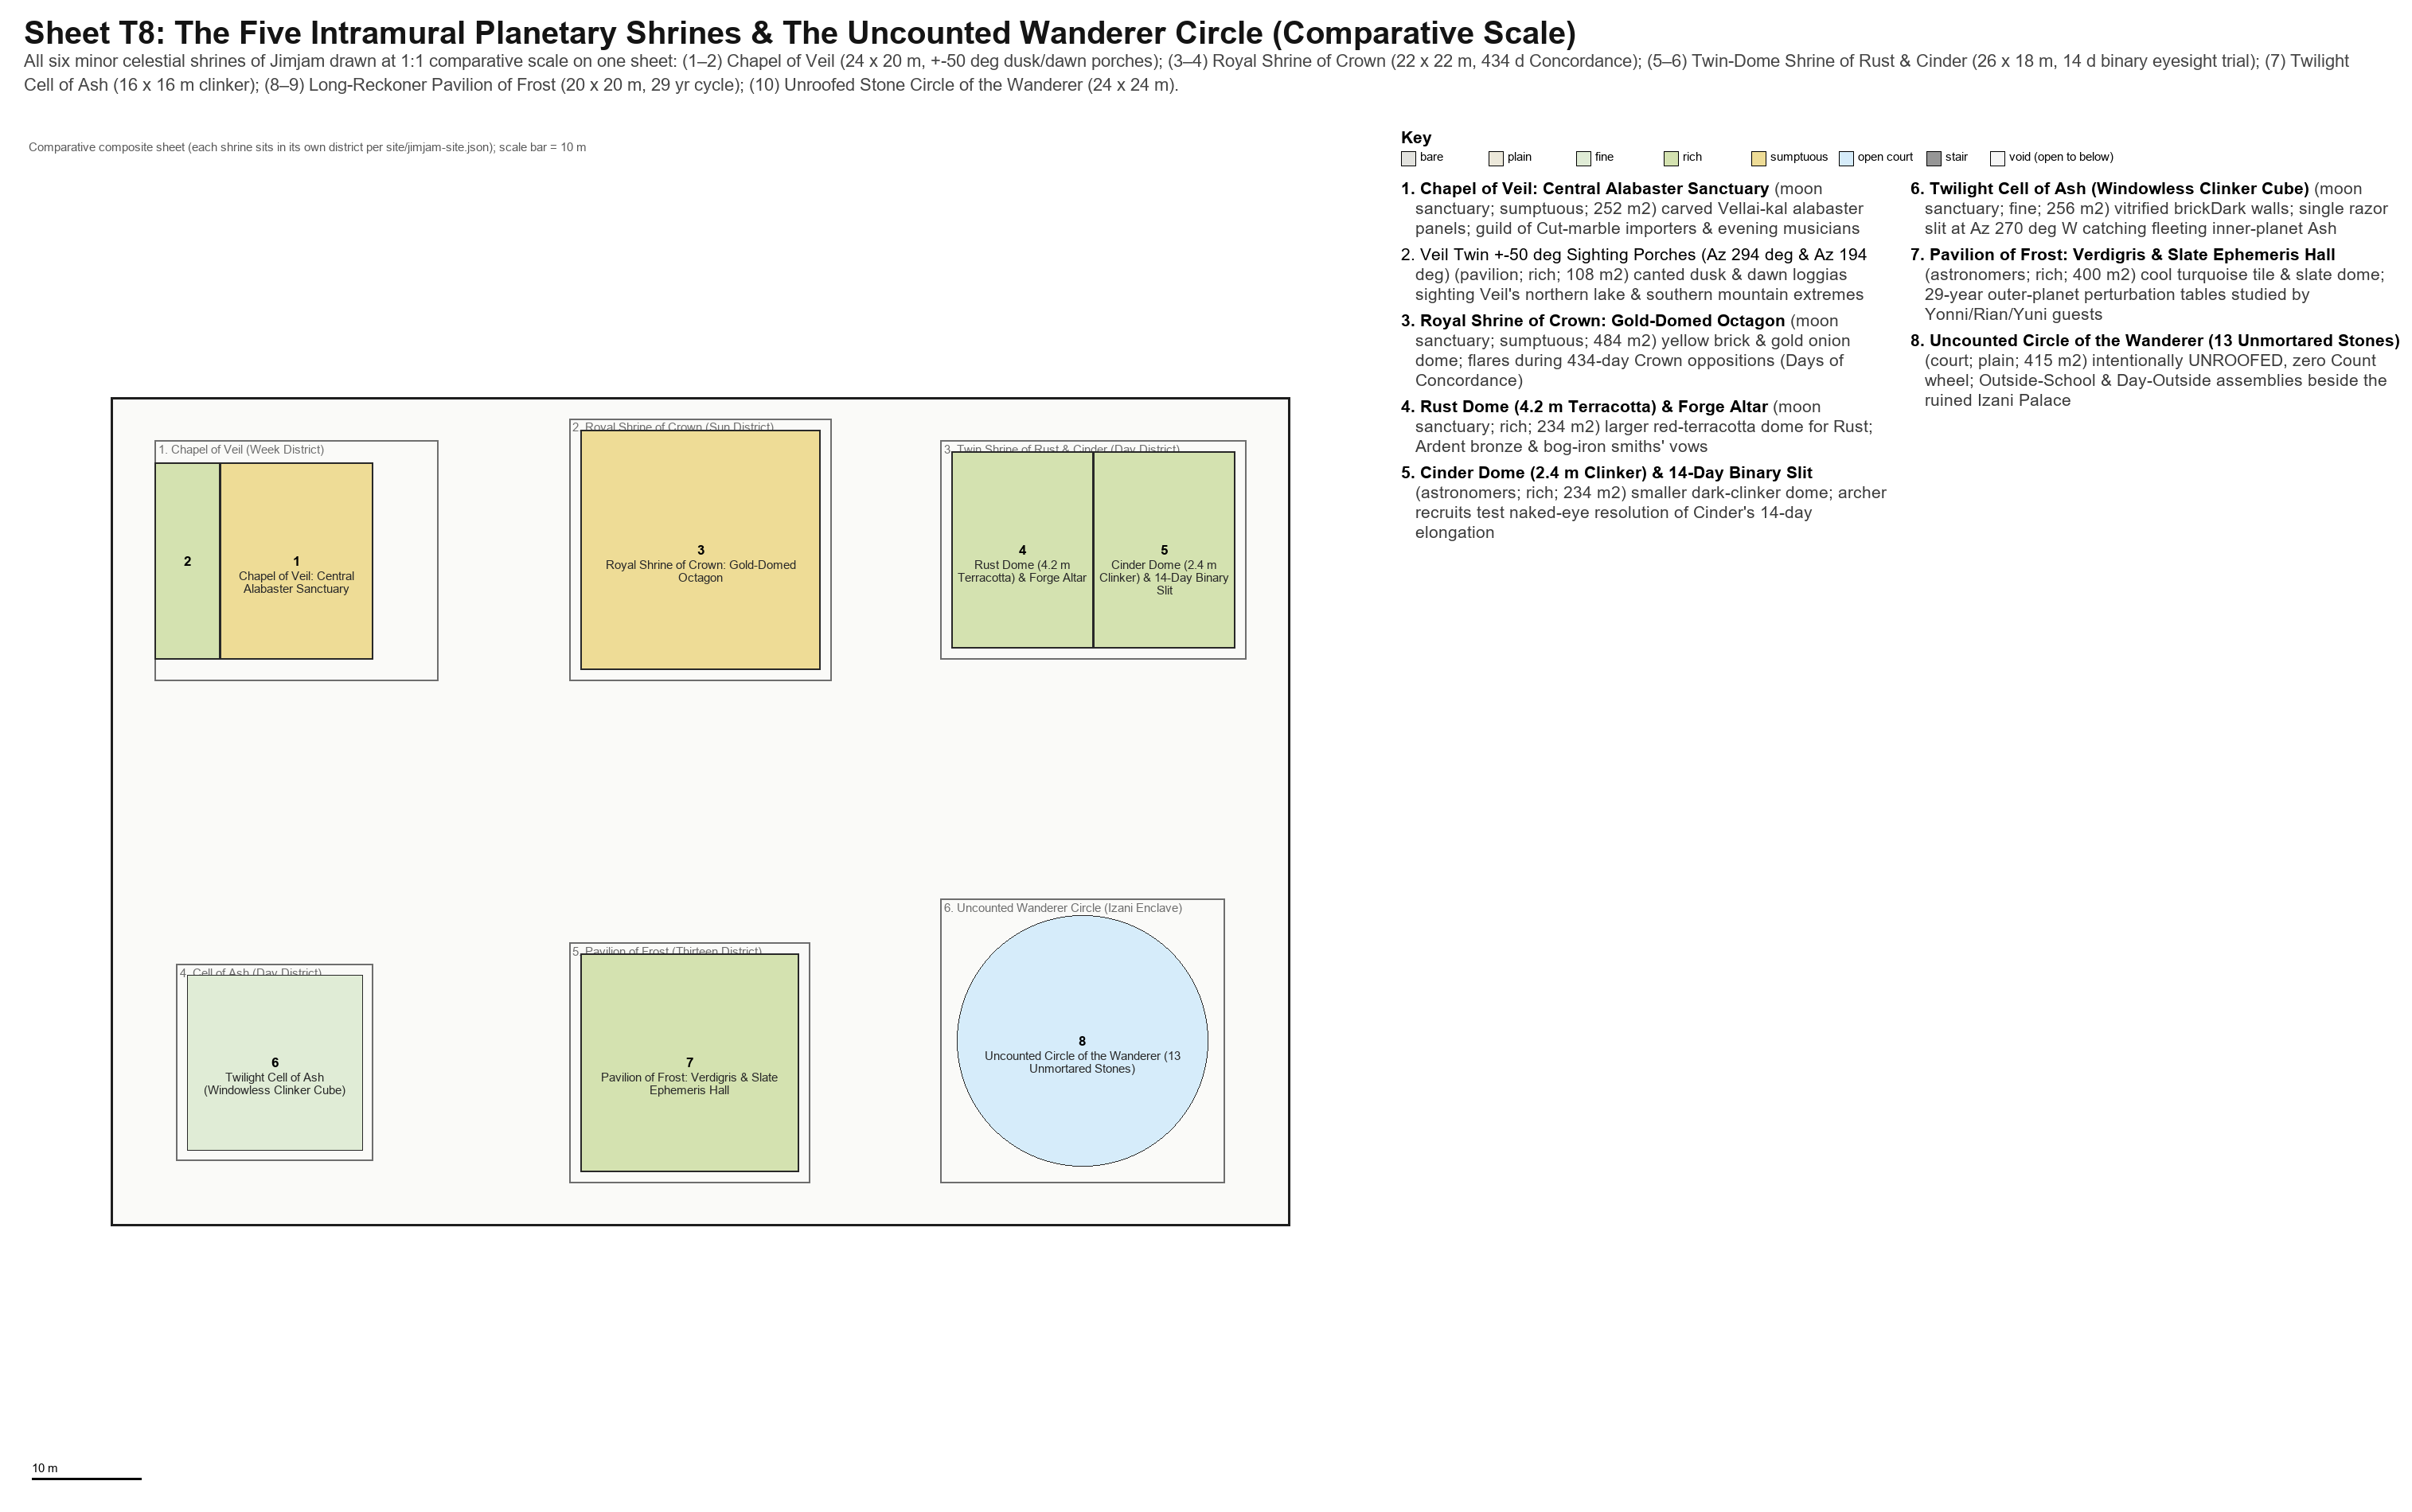 Sheet T8: The Five Intramural Planetary Shrines & The Uncounted Wanderer Circle (Comparative Scale)
All six minor celestial shrines of Jimjam drawn at 1:1 comparative scale on one sheet: (1–2) Chapel of Veil (24 x 20 m, +-50 deg dusk/dawn porches); (3–4) Royal Shrine of Crown (22 x 22 m, 434 d Concordance); (5–6) Twin-Dome Shrine of Rust & Cinder (26 x 18 m, 14 d binary eyesight trial); (7) Twilight
Cell of Ash (16 x 16 m clinker); (8–9) Long-Reckoner Pavilion of Frost (20 x 20 m, 29 yr cycle); (10) Unroofed Stone Circle of the Wanderer (24 x 24 m).
Comparative composite sheet (each shrine sits in its own district per site/jimjam-site.json); scale bar = 10 m
1. Chapel of Veil (Week District)
2
1
Chapel of Veil: Central
Alabaster Sanctuary
2. Royal Shrine of Crown (Sun District)
3
Royal Shrine of Crown: Gold-Domed
Octagon
3. Twin Shrine of Rust & Cinder (Day District)
4
Rust Dome (4.2 m
Terracotta) & Forge Altar
5
Cinder Dome (2.4 m
Clinker) & 14-Day Binary
Slit
4. Cell of Ash (Day District)
6
Twilight Cell of Ash
(Windowless Clinker Cube)
5. Pavilion of Frost (Thirteen District)
7
Pavilion of Frost: Verdigris & Slate
Ephemeris Hall
6. Uncounted Wanderer Circle (Izani Enclave)
8
Uncounted Circle of the Wanderer (13
Unmortared Stones)
10 m
Key
bare plain fine rich sumptuous open court stair void (open to below)
1. Chapel of Veil: Central Alabaster Sanctuary (moon
sanctuary; sumptuous; 252 m2) carved Vellai-kal alabaster
panels; guild of Cut-marble importers & evening musicians
2. Veil Twin +-50 deg Sighting Porches (Az 294 deg & Az 194
deg) (pavilion; rich; 108 m2) canted dusk & dawn loggias
sighting Veil's northern lake & southern mountain extremes
3. Royal Shrine of Crown: Gold-Domed Octagon (moon
sanctuary; sumptuous; 484 m2) yellow brick & gold onion
dome; flares during 434-day Crown oppositions (Days of
Concordance)
4. Rust Dome (4.2 m Terracotta) & Forge Altar (moon
sanctuary; rich; 234 m2) larger red-terracotta dome for Rust;
Ardent bronze & bog-iron smiths' vows
5. Cinder Dome (2.4 m Clinker) & 14-Day Binary Slit
(astronomers; rich; 234 m2) smaller dark-clinker dome; archer
recruits test naked-eye resolution of Cinder's 14-day
elongation
6. Twilight Cell of Ash (Windowless Clinker Cube) (moon
sanctuary; fine; 256 m2) vitrified brickDark walls; single razor
slit at Az 270 deg W catching fleeting inner-planet Ash
7. Pavilion of Frost: Verdigris & Slate Ephemeris Hall
(astronomers; rich; 400 m2) cool turquoise tile & slate dome;
29-year outer-planet perturbation tables studied by
Yonni/Rian/Yuni guests
8. Uncounted Circle of the Wanderer (13 Unmortared Stones)
(court; plain; 415 m2) intentionally UNROOFED, zero Count
wheel; Outside-School & Day-Outside assemblies beside the
ruined Izani Palace